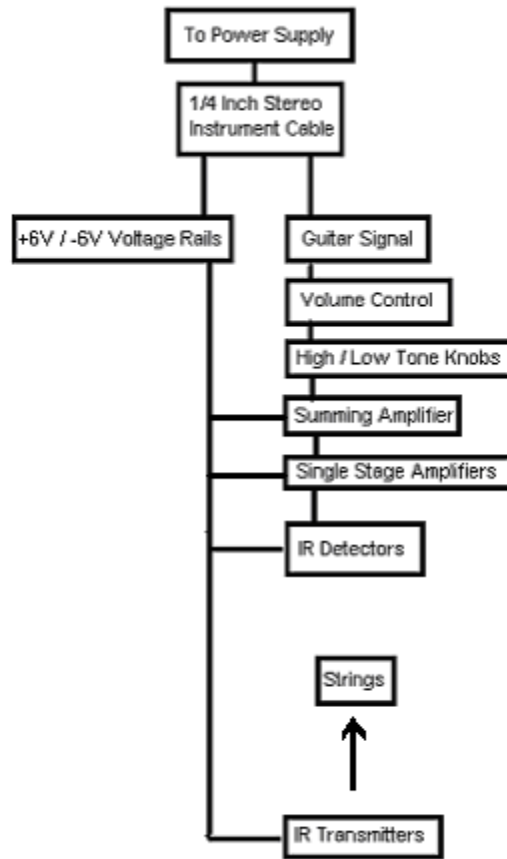 To Power Supply
1/4 Inch Stereo
Instrument Cable
+6V / -6V Voltage Rails
Guitar Signal
Volume Control
High / Low Tone Knobs
Summing Amplifier
Single Stage Amplifiers
IR Detectors
Strings
IR Transmitters